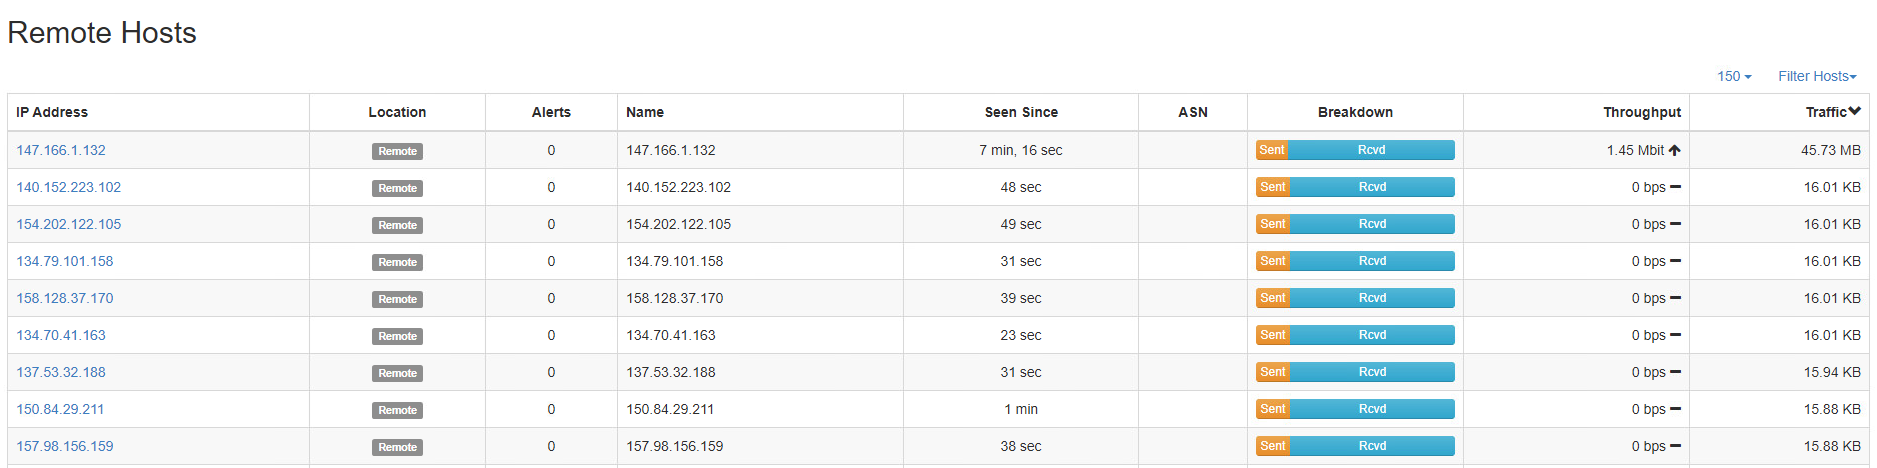 Remote Hosts
150 Filter Hosts
IP Address Location Alerts Name Seen Since ASN Breakdown Throughput Traffic
147.166.1.132 Remote 0 147.166.1.132 7 min, 16 sec Sent Rcvd 1.45 Mbit 45.73 MB
140.152.223.102 Remote 0 140.152.223.102 48 sec Sent Rcvd 0 bps 16.01 KB
154.202.122.105 Remote 0 154.202.122.105 49 sec Sent Rcvd 0 bps 16.01 KB
134.79.101.158 Remote 0 134.79.101.158 31 sec Sent Rcvd 0 bps 16.01 KB
158.128.37.170 Remote 0 158.128.37.170 39 sec Sent Rcvd 0 bps 16.01 KB
134.70.41.163 Remote 0 134.70.41.163 23 sec Sent Rcvd 0 bps 16.01 KB
137.53.32.188 Remote 0 137.53.32.188 31 sec Sent Rcvd 0 bps 15.94 KB
150.84.29.211 Remote 0 150.84.29.211 1 min Sent Rcvd 0 bps 15.88 KB
157.98.156.159 Remote 0 157.98.156.159 38 sec Sent Rcvd 0 bps 15.88 KB